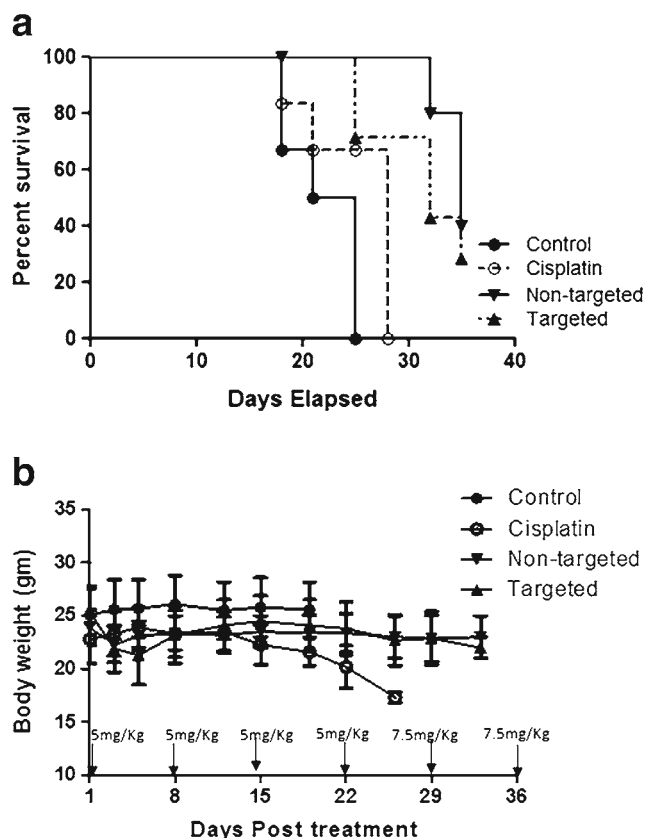 a
Percent survival
100
80
60
40
20
0
0 10 20 30 40
Days Elapsed
Control
Cisplatin
Non-targeted
Targeted
b
Body weight (gm)
35
30
25
20
15
10
Control
Cisplatin
Non-targeted
Targeted
5mg/Kg 5mg/Kg 5mg/Kg 5mg/Kg 7.5mg/Kg 7.5mg/Kg
1 8 15 22 29 36
Days Post treatment